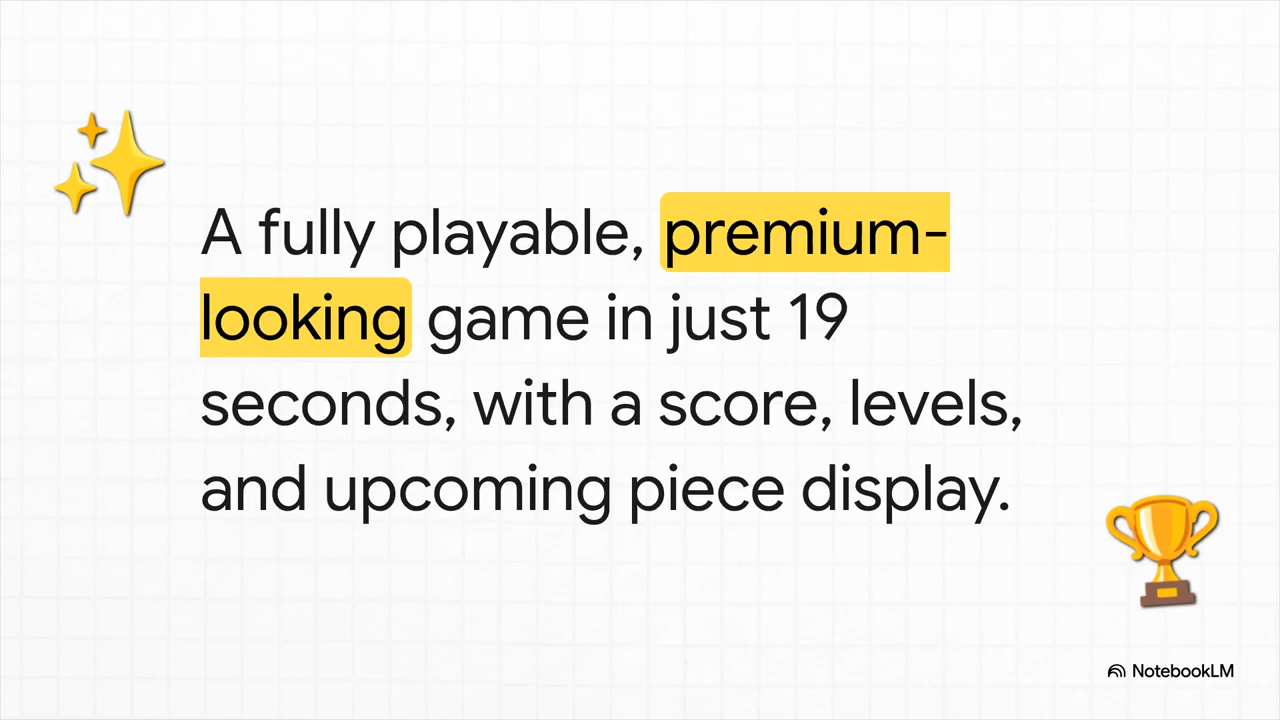 A fully playable, premium-
looking game in just 19
seconds, with a score, levels,
and upcoming piece display.
NotebookLM